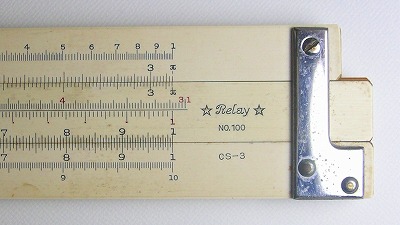 4 5 6 7 8 9 1
3 π
3 π
4 3.1
☆ Relay ☆
1
NO.100
7 8 9 1
7 8 9 1
CS-3
9 10